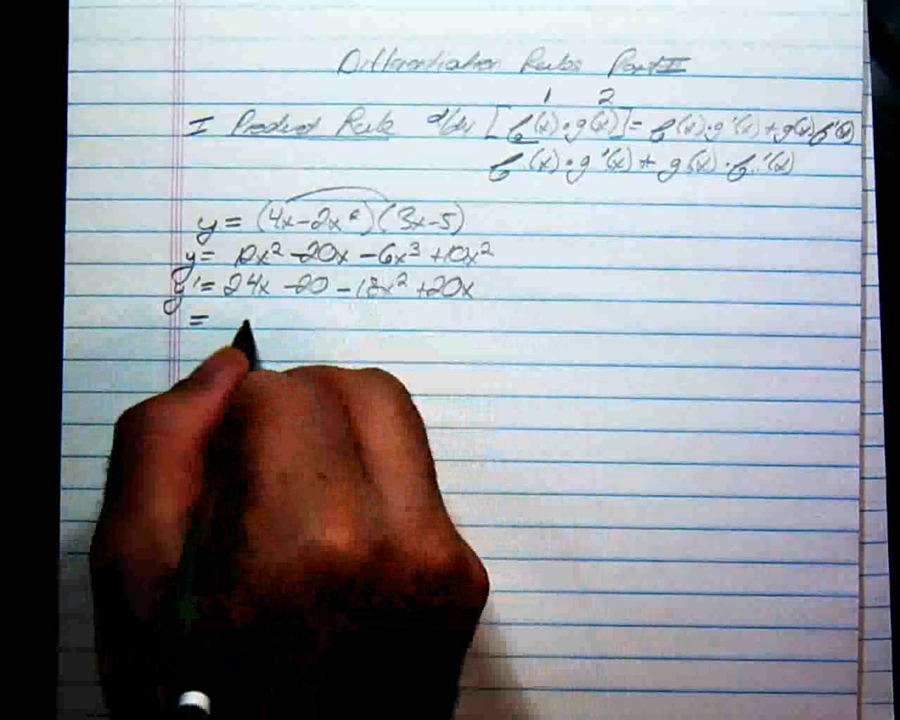 Differentiation Rules Part II
1 2
I Product Rule d/dx [f(x)·g(x)] = f(x)·g'(x)+g(x)f'(x)
f(x)·g'(x) + g(x)·f'(x)
y = (4x-2x²)(3x-5)
y = 12x² -20x -6x³ +10x²
y' = 24x -20 -18x² +20x
=